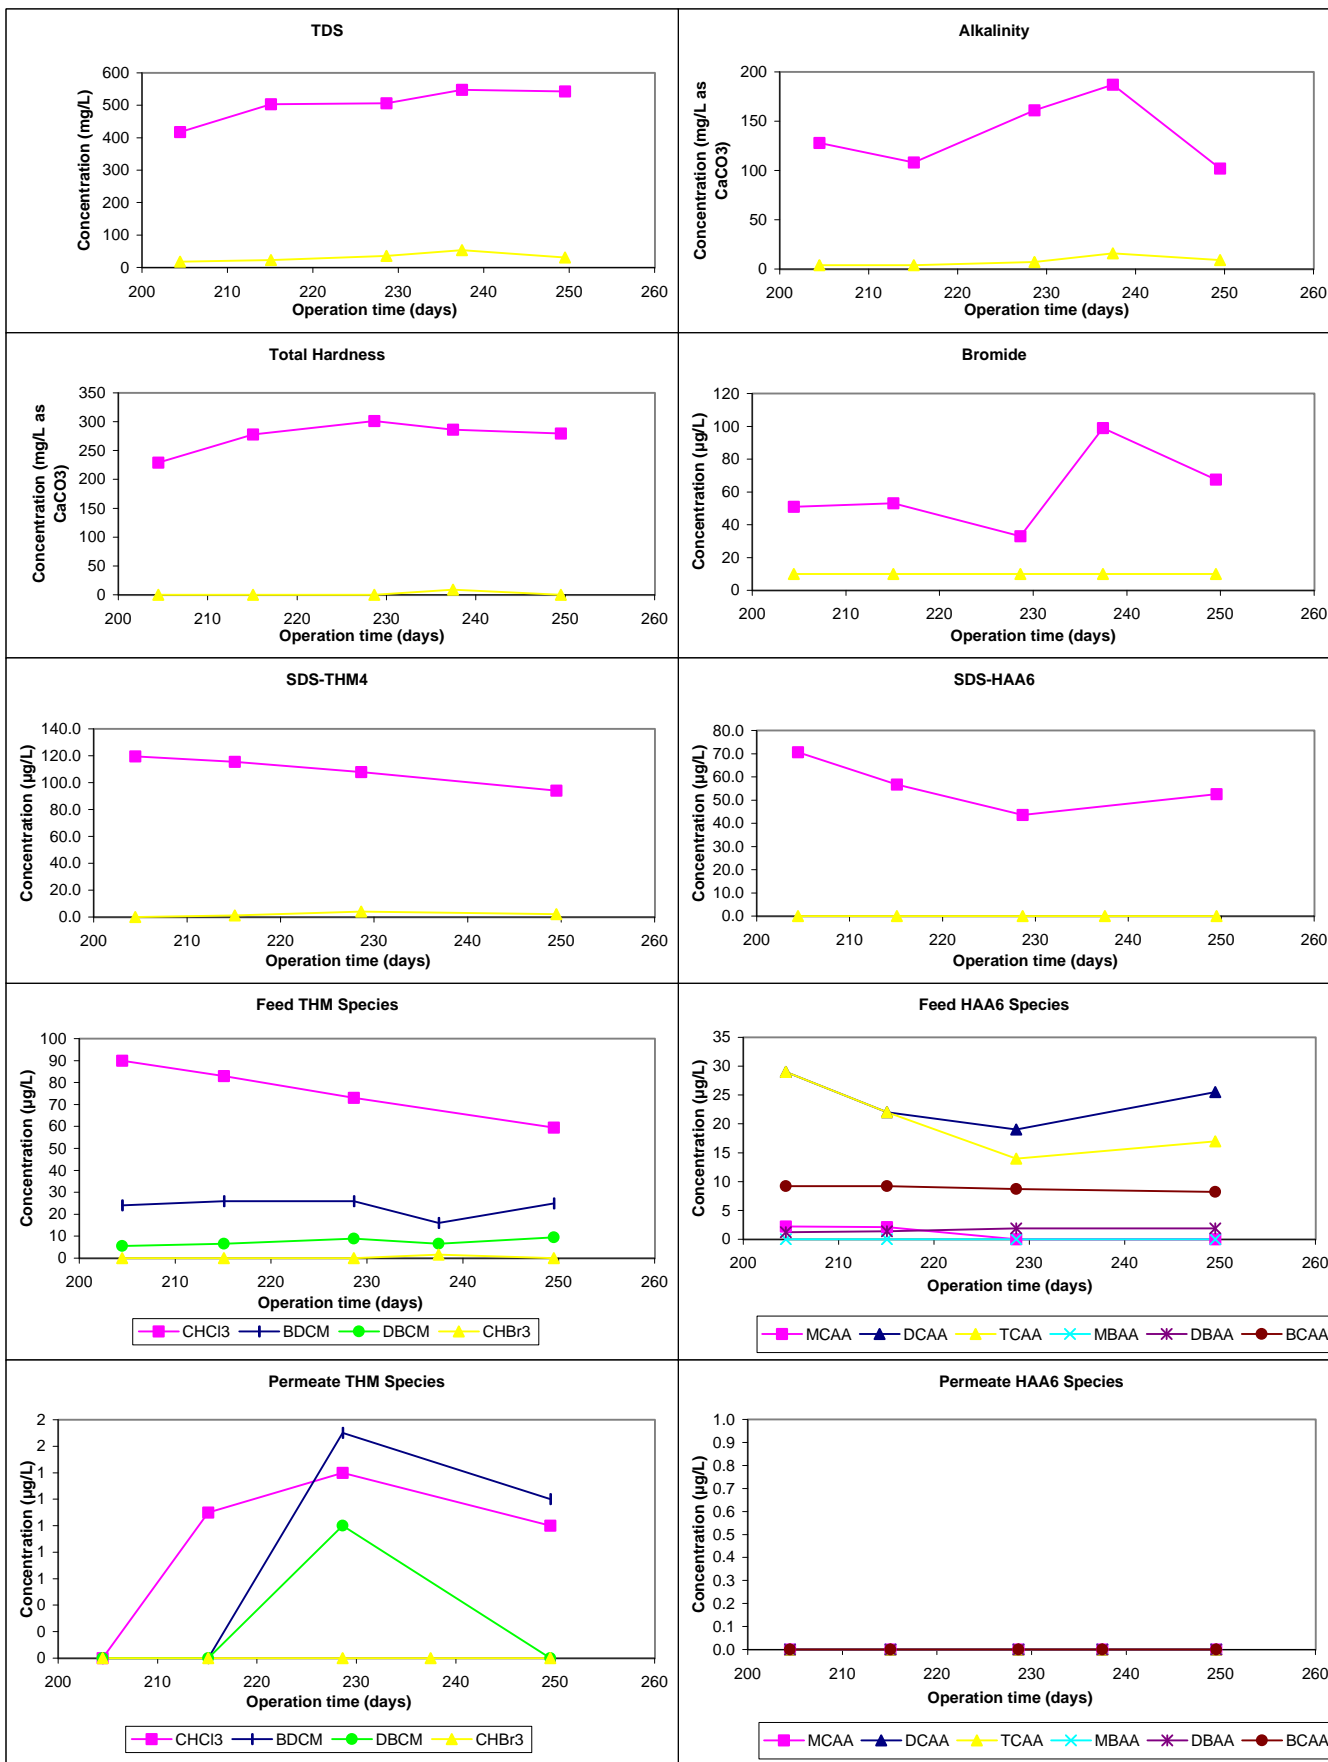 TDS
Concentration (mg/L)
600
500
400
300
200
100
0
200 210 220 230 240 250 260
Operation time (days)
Alkalinity
Concentration (mg/L as
CaCO3)
200
150
100
50
0
200 210 220 230 240 250 260
Operation time (days)
Total Hardness
Concentration (mg/L as
CaCO3)
350
300
250
200
150
100
50
0
200 210 220 230 240 250 260
Operation time (days)
Bromide
Concentration (µg/L)
120
100
80
60
40
20
0
200 210 220 230 240 250 260
Operation time (days)
SDS-THM4
Concentration (µg/L)
140.0
120.0
100.0
80.0
60.0
40.0
20.0
0.0
200 210 220 230 240 250 260
Operation time (days)
SDS-HAA6
Concentration (µg/L)
80.0
70.0
60.0
50.0
40.0
30.0
20.0
10.0
0.0
200 210 220 230 240 250 260
Operation time (days)
Feed THM Species
Concentration (µg/L)
100
90
80
70
60
50
40
30
20
10
0
200 210 220 230 240 250 260
Operation time (days)
CHCl3 BDCM DBCM CHBr3
Feed HAA6 Species
Concentration (µg/L)
35
30
25
20
15
10
5
0
200 210 220 230 240 250 260
Operation time (days)
MCAA DCAA TCAA MBAA DBAA BCAA
Permeate THM Species
Concentration (µg/L)
2
2
1
1
1
1
1
0
0
0
200 210 220 230 240 250 260
Operation time (days)
CHCl3 BDCM DBCM CHBr3
Permeate HAA6 Species
Concentration (µg/L)
1.0
0.9
0.8
0.7
0.6
0.5
0.4
0.3
0.2
0.1
0.0
200 210 220 230 240 250 260
Operation time (days)
MCAA DCAA TCAA MBAA DBAA BCAA